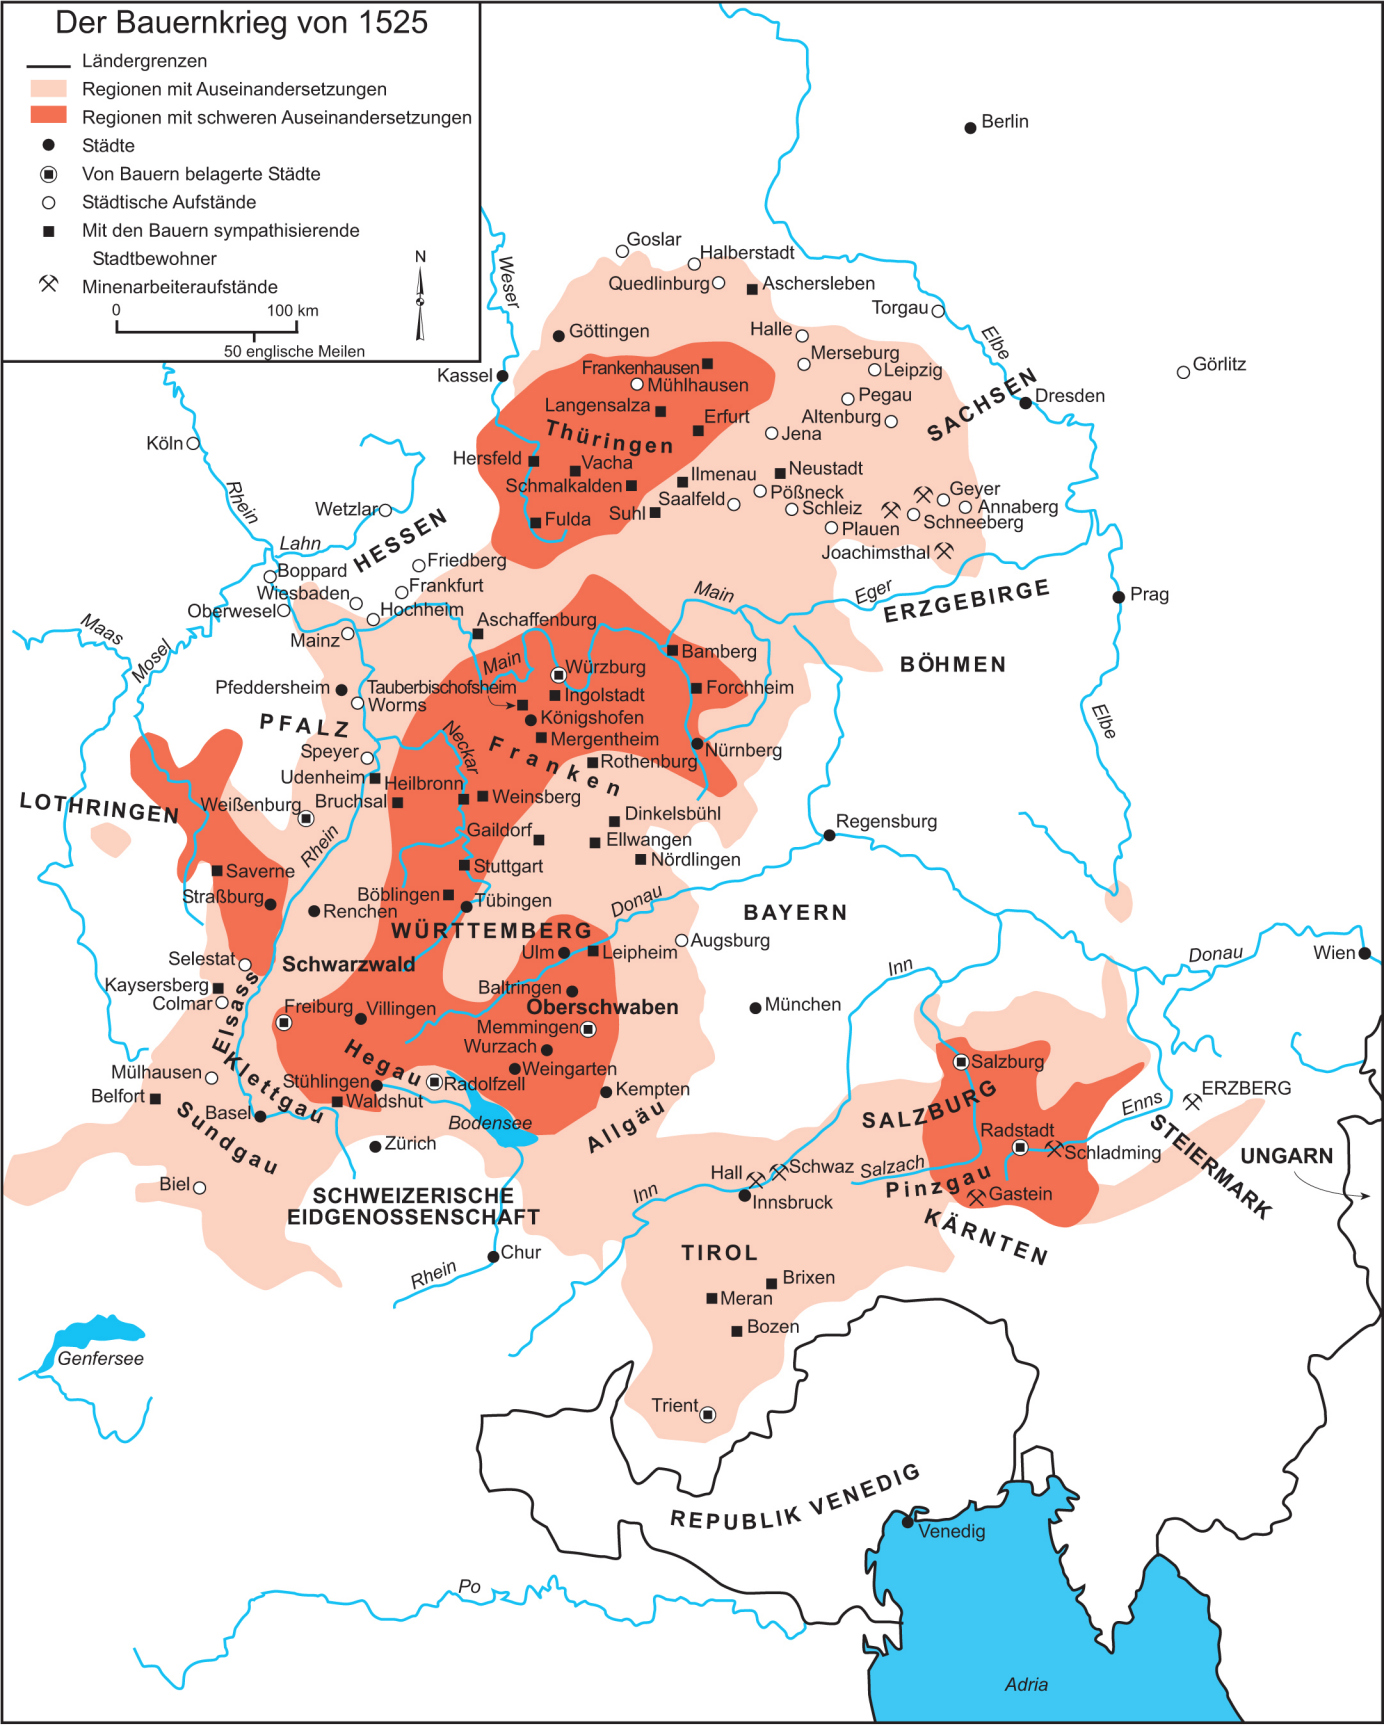 Der Bauernkrieg von 1525
Ländergrenzen
Regionen mit Auseinandersetzungen
Regionen mit schweren Auseinandersetzungen
Städte
Von Bauern belagerte Städte
Städtische Aufstände
Mit den Bauern sympathisierende
Stadtbewohner
Minenarbeiteraufstände
0
100 km
50 englische Meilen
N
Berlin
Goslar
Halberstadt
Quedlinburg
Aschersleben
Weser
Torgau
Göttingen
Halle
Elbe
Merseburg
Leipzig
Görlitz
Kassel
Frankenhausen
Mühlhausen
SACHSEN
Dresden
Pegau
Langensalza
Erfurt
Altenburg
Jena
Thüringen
Köln
Hersfeld
Vacha
Neustadt
Ilmenau
Schmalkalden
Pößneck
Geyer
Saalfeld
Annaberg
Rhein
Wetzlar
Suhl
Schleiz
Schneeberg
Fulda
Plauen
HESSEN
Lahn
Joachimsthal
Friedberg
Boppard
Wiesbaden
Frankfurt
Main
Eger
ERZGEBIRGE
Prag
Oberwesel
Hochheim
Aschaffenburg
Maas
Mainz
Mosel
Bamberg
Main
Würzburg
BÖHMEN
Pfeddersheim
Tauberbischofsheim
Ingolstadt
Forchheim
Worms
Königshofen
PFALZ
Elbe
Neckar
Franken
Mergentheim
Nürnberg
Speyer
Rothenburg
Udenheim
Heilbronn
LOTHRINGEN
Weißenburg
Bruchsal
Weinsberg
Dinkelsbühl
Regensburg
Gaildorf
Ellwangen
Rhein
Nördlingen
Saverne
Stuttgart
Straßburg
Böblingen
Tübingen
Donau
Renchen
BAYERN
WÜRTTEMBERG
Augsburg
Ulm
Leipheim
Donau
Wien
Selestat
Schwarzwald
Inn
Kaysersberg
Baltringen
Colmar
Freiburg
Villingen
Oberschwaben
München
Elsass
Memmingen
Wurzach
Hegau
Weingarten
Salzburg
Mülhausen
Klettgau
Stühlingen
Radolfzell
Kempten
ERZBERG
Belfort
Waldshut
SALZBURG
Enns
Basel
Bodensee
Allgäu
Sundgau
Radstadt
Zürich
Schladming
STEIERMARK
UNGARN
Hall
Schwaz
Salzach
Biel
Pinzgau
SCHWEIZERISCHE
EIDGENOSSENSCHAFT
Inn
Innsbruck
Gastein
KÄRNTEN
Chur
TIROL
Rhein
Brixen
Meran
Bozen
Genfersee
Trient
REPUBLIK VENEDIG
Venedig
Po
Adria